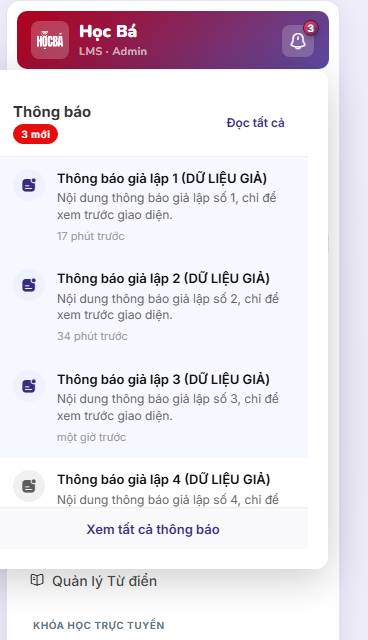 HỌCBÁ
Học Bá
LMS · Admin
3
Thông báo
3 mới
Đọc tất cả
Thông báo giả lập 1 (DỮ LIỆU GIẢ)
Nội dung thông báo giả lập số 1, chỉ để
xem trước giao diện.
17 phút trước
Thông báo giả lập 2 (DỮ LIỆU GIẢ)
Nội dung thông báo giả lập số 2, chỉ để
xem trước giao diện.
34 phút trước
Thông báo giả lập 3 (DỮ LIỆU GIẢ)
Nội dung thông báo giả lập số 3, chỉ để
xem trước giao diện.
một giờ trước
Thông báo giả lập 4 (DỮ LIỆU GIẢ)
Nội dung thông báo giả lập số 4, chỉ để
Xem tất cả thông báo
Quản lý Từ điển
KHÓA HỌC TRỰC TUYẾN